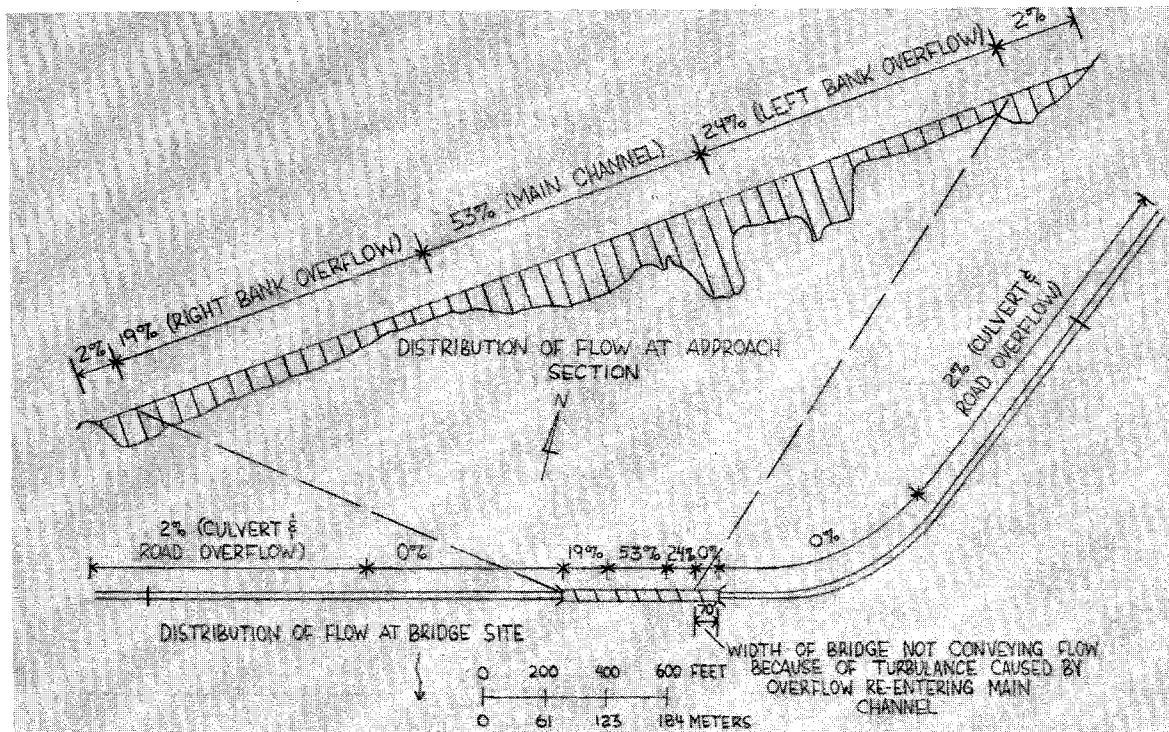 2%
24% (LEFT BANK OVERFLOW)
53% (MAIN CHANNEL)
19% (RIGHT BANK OVERFLOW)
2%
DISTRIBUTION OF FLOW AT APPROACH
SECTION
N
2% (CULVERT &
ROAD OVERFLOW)
2% (CULVERT &
ROAD OVERFLOW)
0%
19%
53%
24%
0%
0%
70'
DISTRIBUTION OF FLOW AT BRIDGE SITE
WIDTH OF BRIDGE NOT CONVEYING FLOW
BECAUSE OF TURBULANCE CAUSED BY
OVERFLOW RE-ENTERING MAIN
CHANNEL
0 200 400 600 FEET
0 61 123 184 METERS